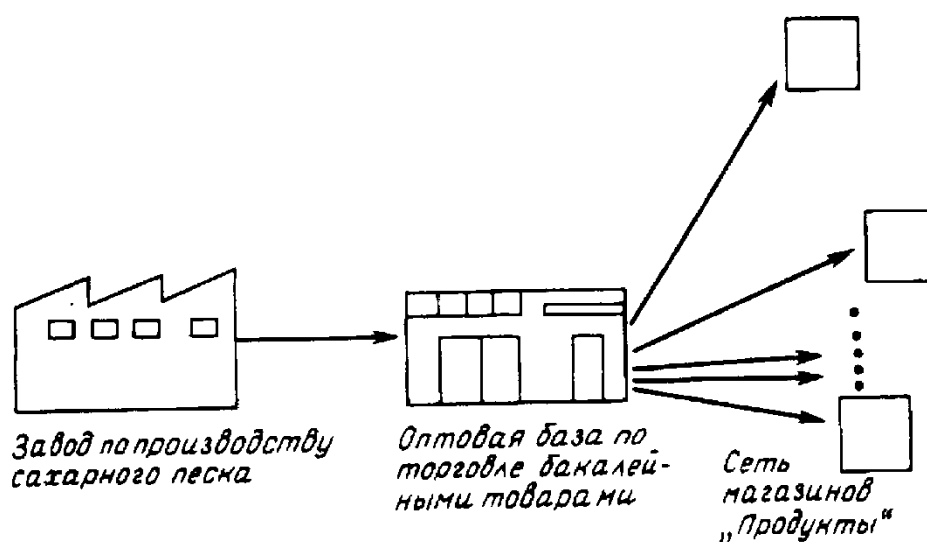 Завод по производству
сахарного песка
Оптовая база по
торговле бакалей-
ными товарами
Сеть
магазинов
„Продукты“